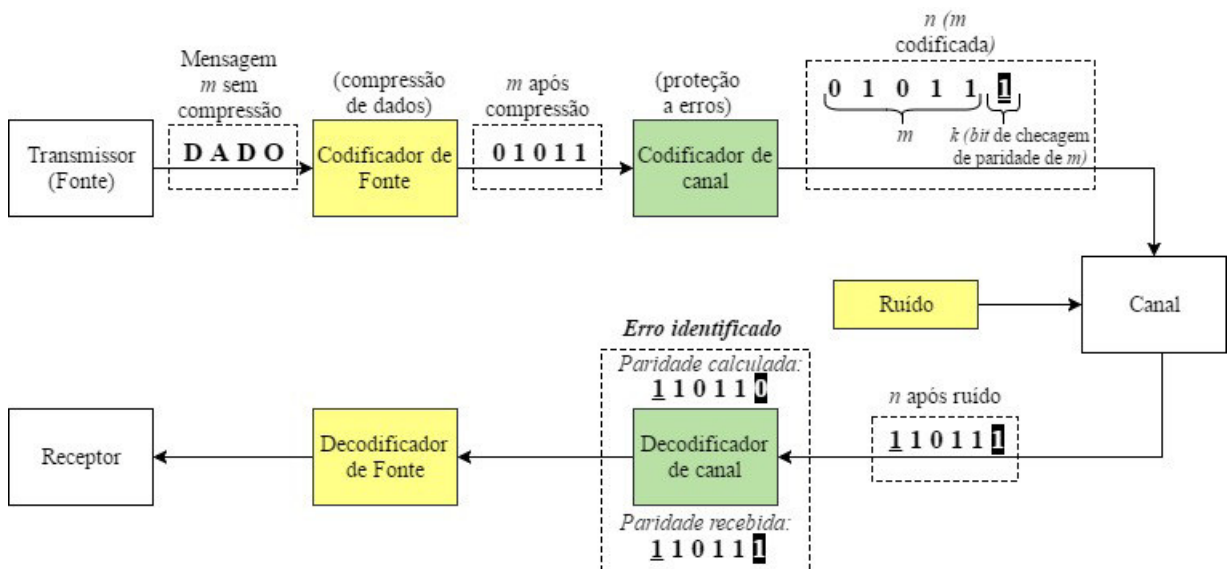 n (m
codificada)
Mensagem
m sem
compressão
(compressão
de dados)
m após
compressão
(proteção
a erros)
0 1 0 1 1 1
m
k (bit de checagem
de paridade de m)
Transmissor
(Fonte)
D A D O
Codificador de
Fonte
0 1 0 1 1
Codificador de
canal
Ruído
Canal
Erro identificado
Paridade calculada:
1 1 0 1 1 0
n após ruído
1 1 0 1 1 1
Receptor
Decodificador
de Fonte
Decodificador
de canal
Paridade recebida:
1 1 0 1 1 1